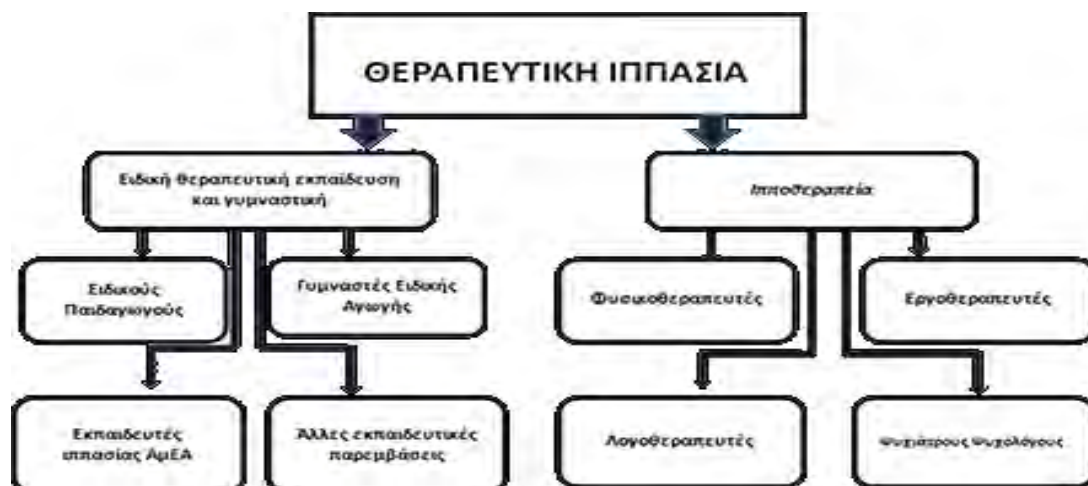 ΘΕΡΑΠΕΥΤΙΚΗ ΙΠΠΑΣΙΑ
Ειδική θεραπευτική εκπαίδευση
και γυμναστική
Ιπποθεραπεία
Ειδικούς
Παιδαγωγούς
Γυμναστές Ειδικής
Αγωγής
Φυσικοθεραπευτές
Εργοθεραπευτές
Εκπαιδευτές
ιππασίας ΑμΕΑ
Άλλες εκπαιδευτικές
παρεμβάσεις
Λογοθεραπευτές
Ψυχιάτρους Ψυχολόγους